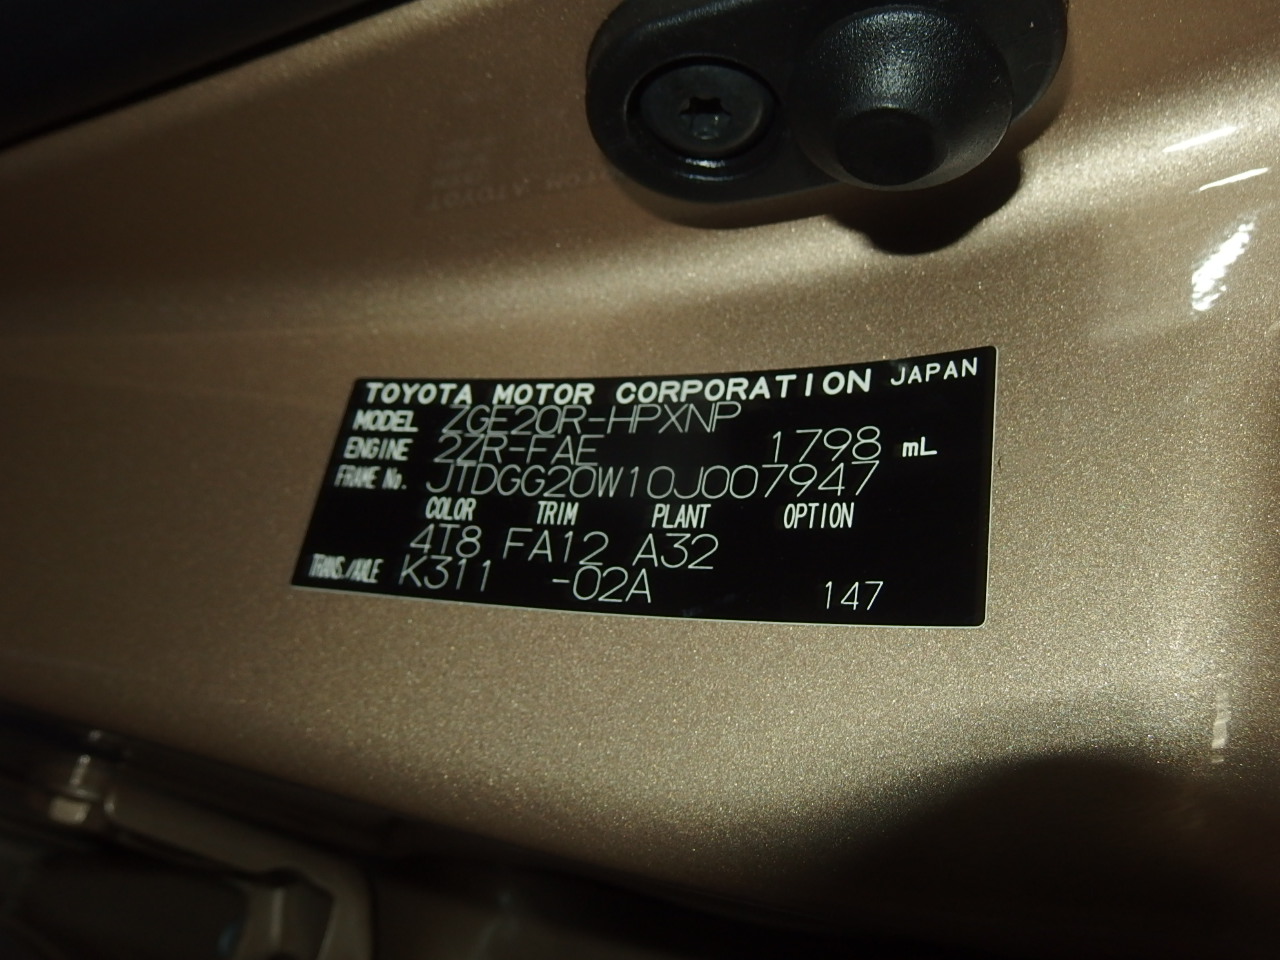 TOYOTA MOTOR CORPORATION JAPAN
MODEL ZGE20R-HPXNP
ENGINE 2ZR-FAE 1798 mL
FRAME No. JTDGG20W10J007947
COLOR TRIM PLANT OPTION
4T8 FA12 A32
TRANS./AXLE K311 -02A 147